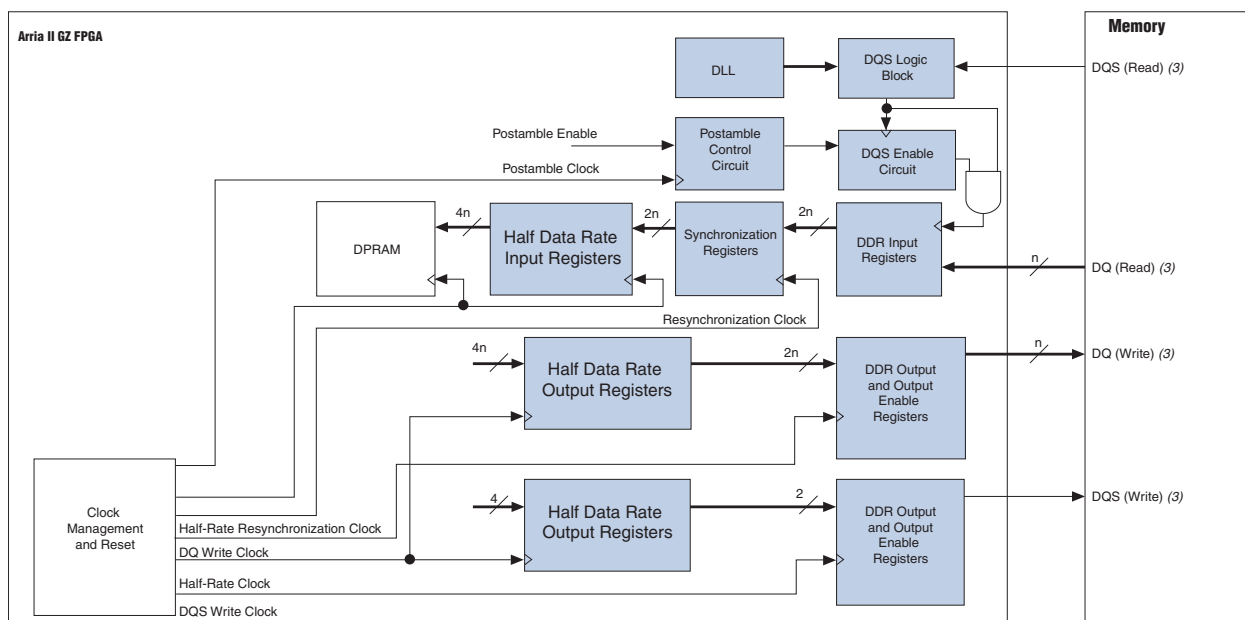 Arria II GZ FPGA
Memory
DLL
DQS Logic
Block
DQS (Read) (3)
Postamble Enable
Postamble
Control
Circuit
DQS Enable
Circuit
Postamble Clock
4n
2n
2n
DPRAM
Half Data Rate
Input Registers
Synchronization
Registers
DDR Input
Registers
n
DQ (Read) (3)
Resynchronization Clock
4n
Half Data Rate
Output Registers
2n
DDR Output
and Output
Enable
Registers
n
DQ (Write) (3)
4
Half Data Rate
Output Registers
2
DDR Output
and Output
Enable
Registers
DQS (Write) (3)
Clock
Management
and Reset
Half-Rate Resynchronization Clock
DQ Write Clock
Half-Rate Clock
DQS Write Clock